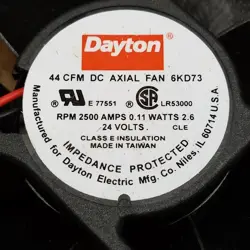 Dayton
44 CFM DC AXIAL FAN 6KD73
E 77551 LR53000
RPM 2500 AMPS 0.11 WATTS 2.6
24 VOLTS. CLE
CLASS E INSULATION
MADE IN TAIWAN
IMPEDANCE PROTECTED
Manufactured for Dayton Electric Mfg. Co. Niles, IL 60714 U.S.A.